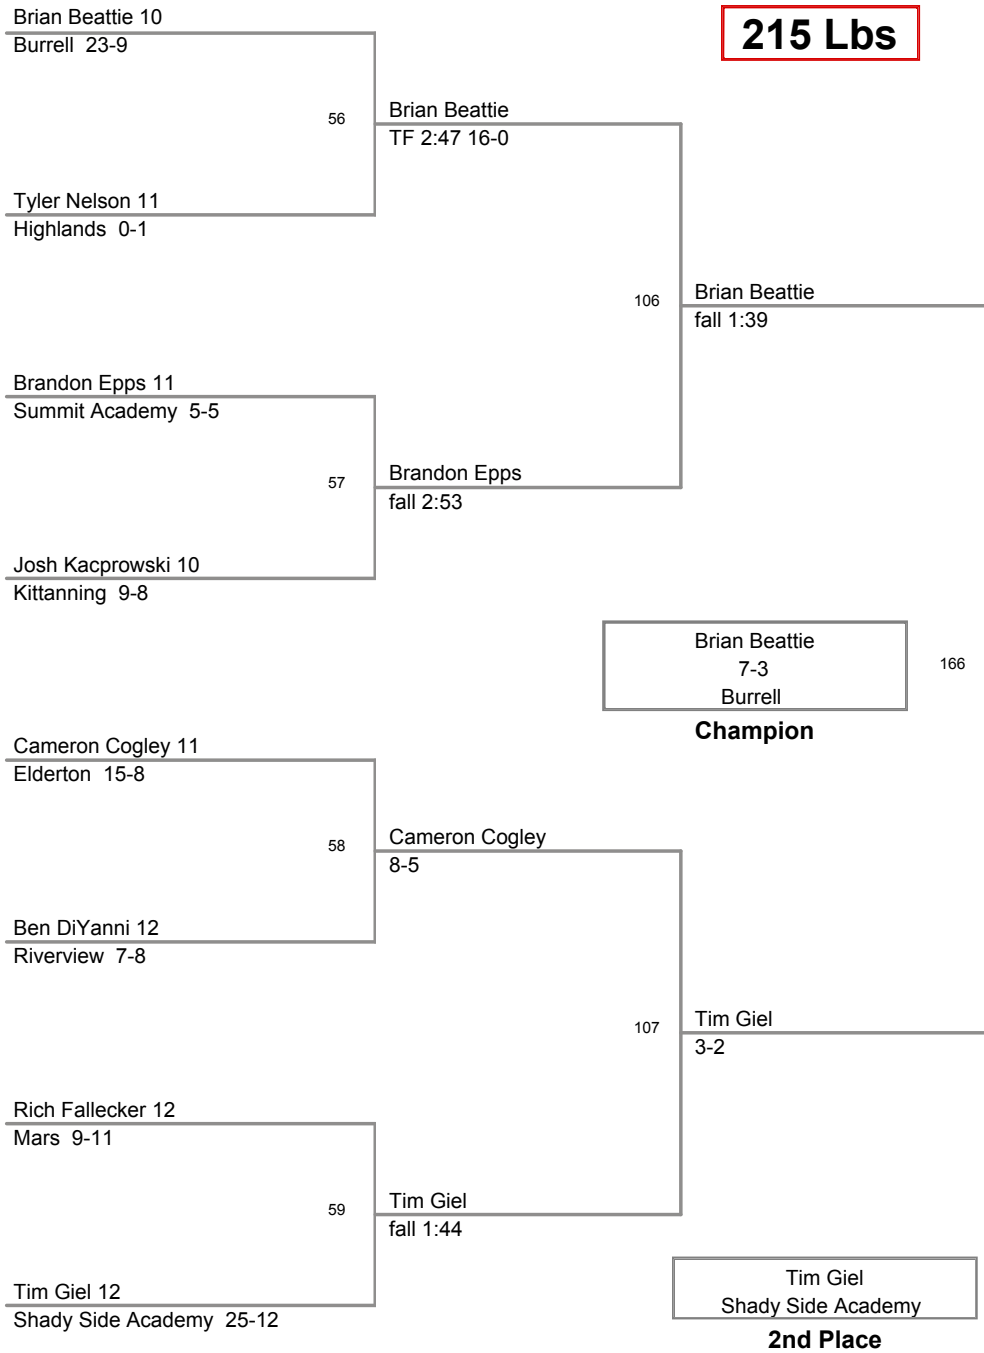 Brian Beattie 10
Burrell 23-9
215 Lbs
56
Brian Beattie
TF 2:47 16-0
Tyler Nelson 11
Highlands 0-1
106
Brian Beattie
fall 1:39
Brandon Epps 11
Summit Academy 5-5
57
Brandon Epps
fall 2:53
Josh Kacprowski 10
Kittanning 9-8
Brian Beattie
7-3
Burrell
166
Champion
Cameron Cogley 11
Elderton 15-8
58
Cameron Cogley
8-5
Ben DiYanni 12
Riverview 7-8
107
Tim Giel
3-2
Rich Fallecker 12
Mars 9-11
59
Tim Giel
fall 1:44
Tim Giel 12
Shady Side Academy 25-12
Tim Giel
Shady Side Academy
2nd Place